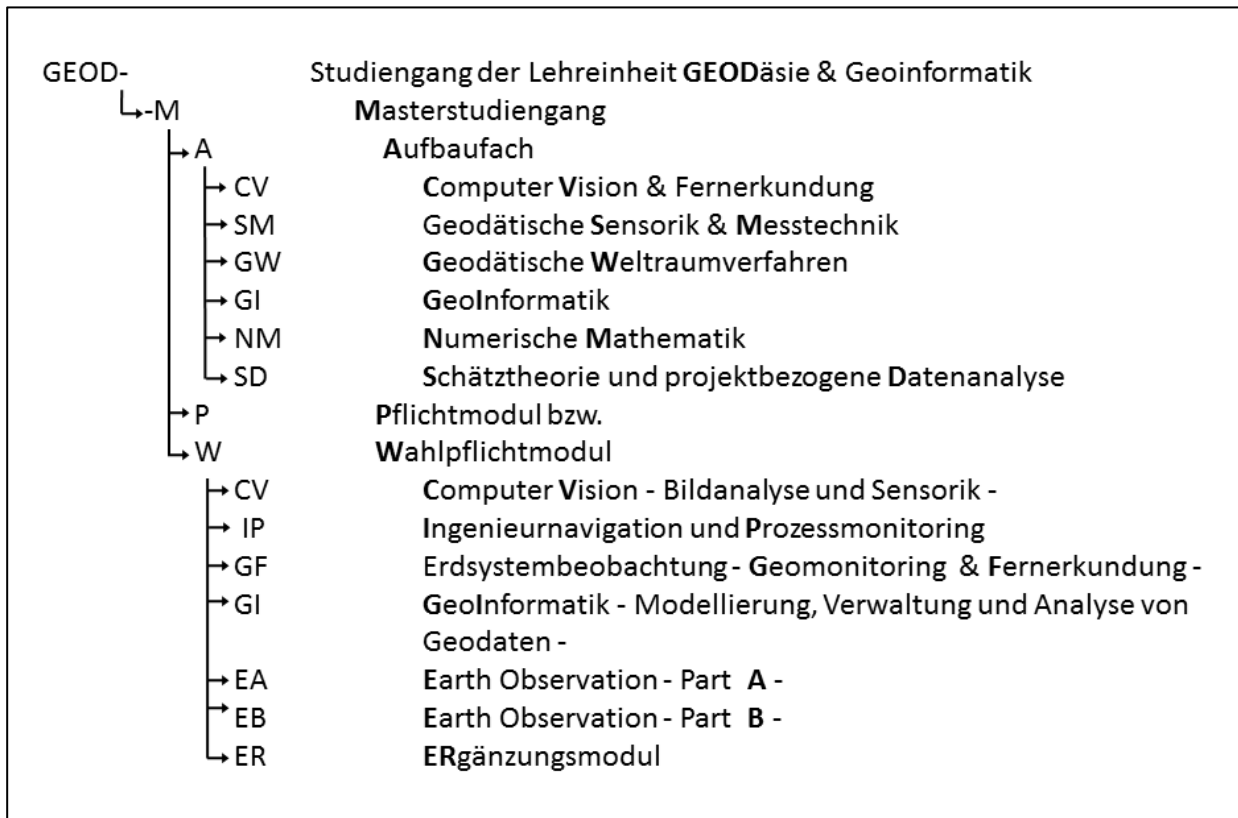 GEOD- Studiengang der Lehreinheit GEODäsie & Geoinformatik
-M Masterstudiengang
A Aufbaufach
CV Computer Vision & Fernerkundung
SM Geodätische Sensorik & Messtechnik
GW Geodätische Weltraumverfahren
GI GeoInformatik
NM Numerische Mathematik
SD Schätztheorie und projektbezogene Datenanalyse
P Pflichtmodul bzw.
W Wahlpflichtmodul
CV Computer Vision - Bildanalyse und Sensorik -
IP Ingenieurnavigation und Prozessmonitoring
GF Erdsystembeobachtung - Geomonitoring & Fernerkundung -
GI GeoInformatik - Modellierung, Verwaltung und Analyse von
Geodaten -
EA Earth Observation - Part A -
EB Earth Observation - Part B -
ER ERgänzungsmodul